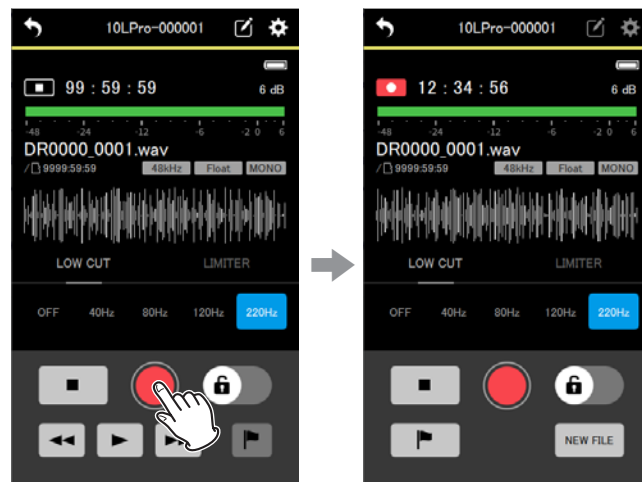 10LPro-000001
99 : 59 : 59
6 dB
-48 -24 -12 -6 -2 0 6
DR0000_0001.wav
/ 9999:59:59 48kHz Float MONO
LOW CUT LIMITER
OFF 40Hz 80Hz 120Hz 220Hz
10LPro-000001
12 : 34 : 56
6 dB
-48 -24 -12 -6 -2 0 6
DR0000_0001.wav
/ 9999:59:59 48kHz Float MONO
LOW CUT LIMITER
OFF 40Hz 80Hz 120Hz 220Hz
NEW FILE